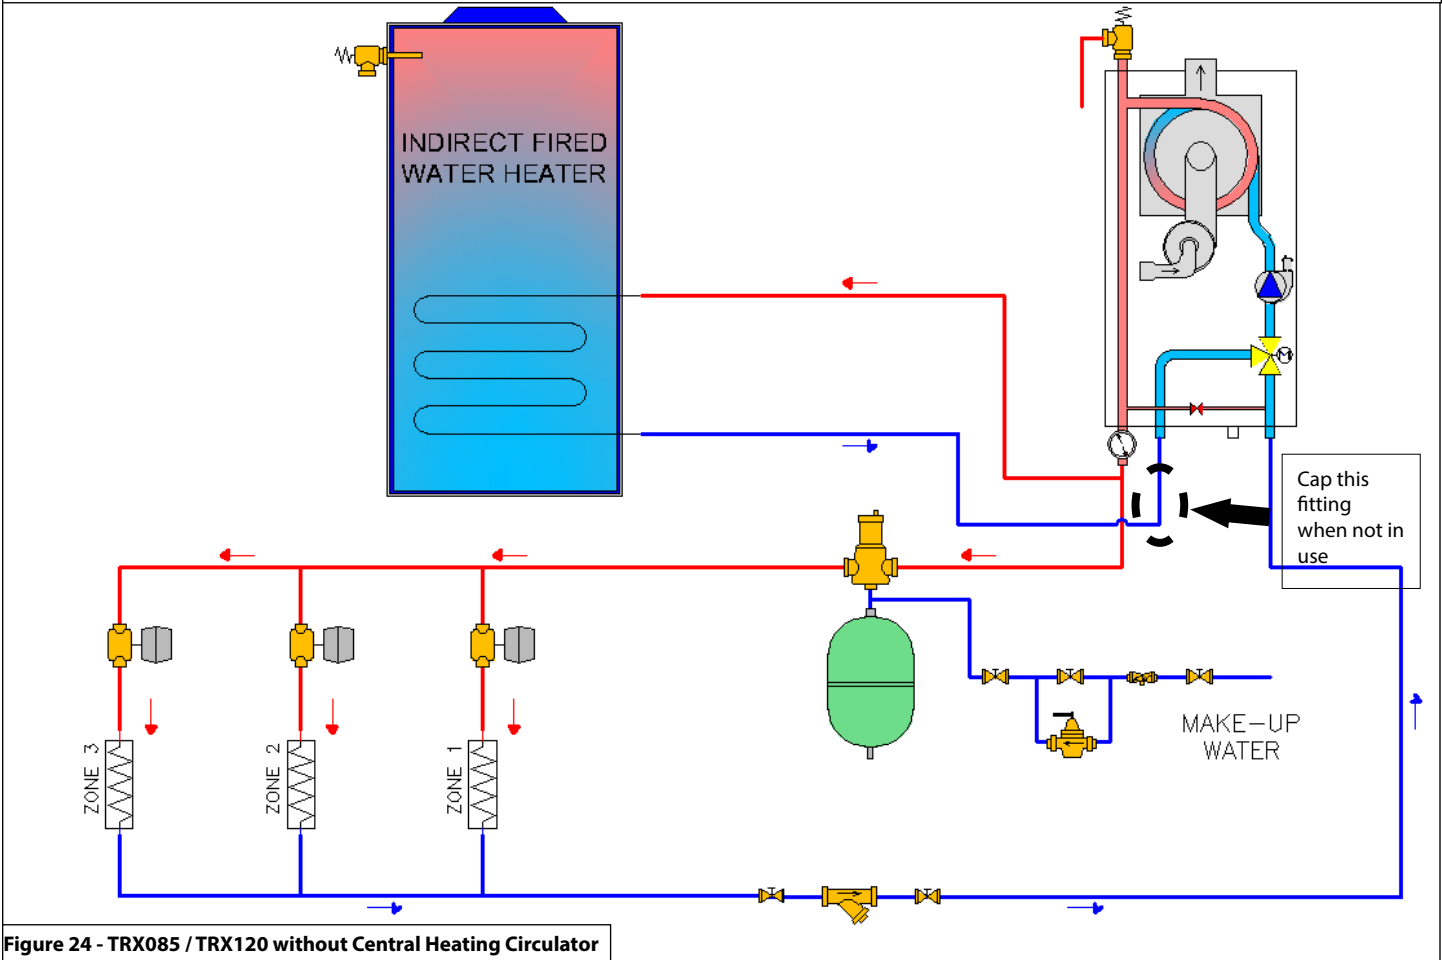 INDIRECT FIRED
WATER HEATER
M
Cap this
fitting
when not in
use
ZONE 3
ZONE 2
ZONE 1
MAKE-UP
WATER
Figure 24 - TRX085 / TRX120 without Central Heating Circulator